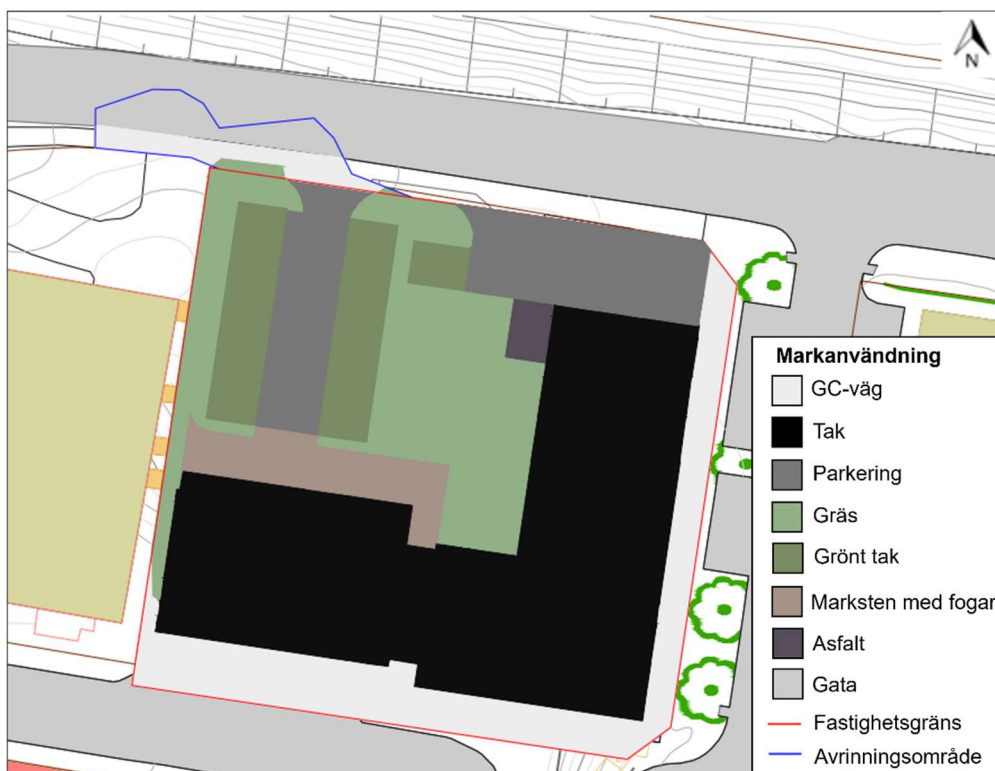 N
Markanvändning
GC-väg
Tak
Parkering
Gräs
Grönt tak
Marksten med fogar
Asfalt
Gata
Fastighetsgräns
Avrinningsområde